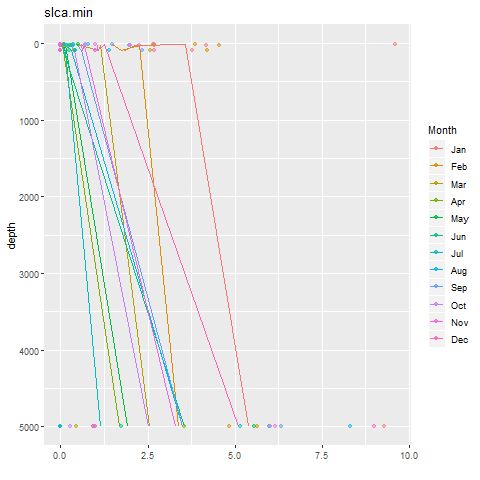 slca.min
depth
0
1000
2000
3000
4000
5000
0.0
2.5
5.0
7.5
10.0
Month
Jan
Feb
Mar
Apr
May
Jun
Jul
Aug
Sep
Oct
Nov
Dec